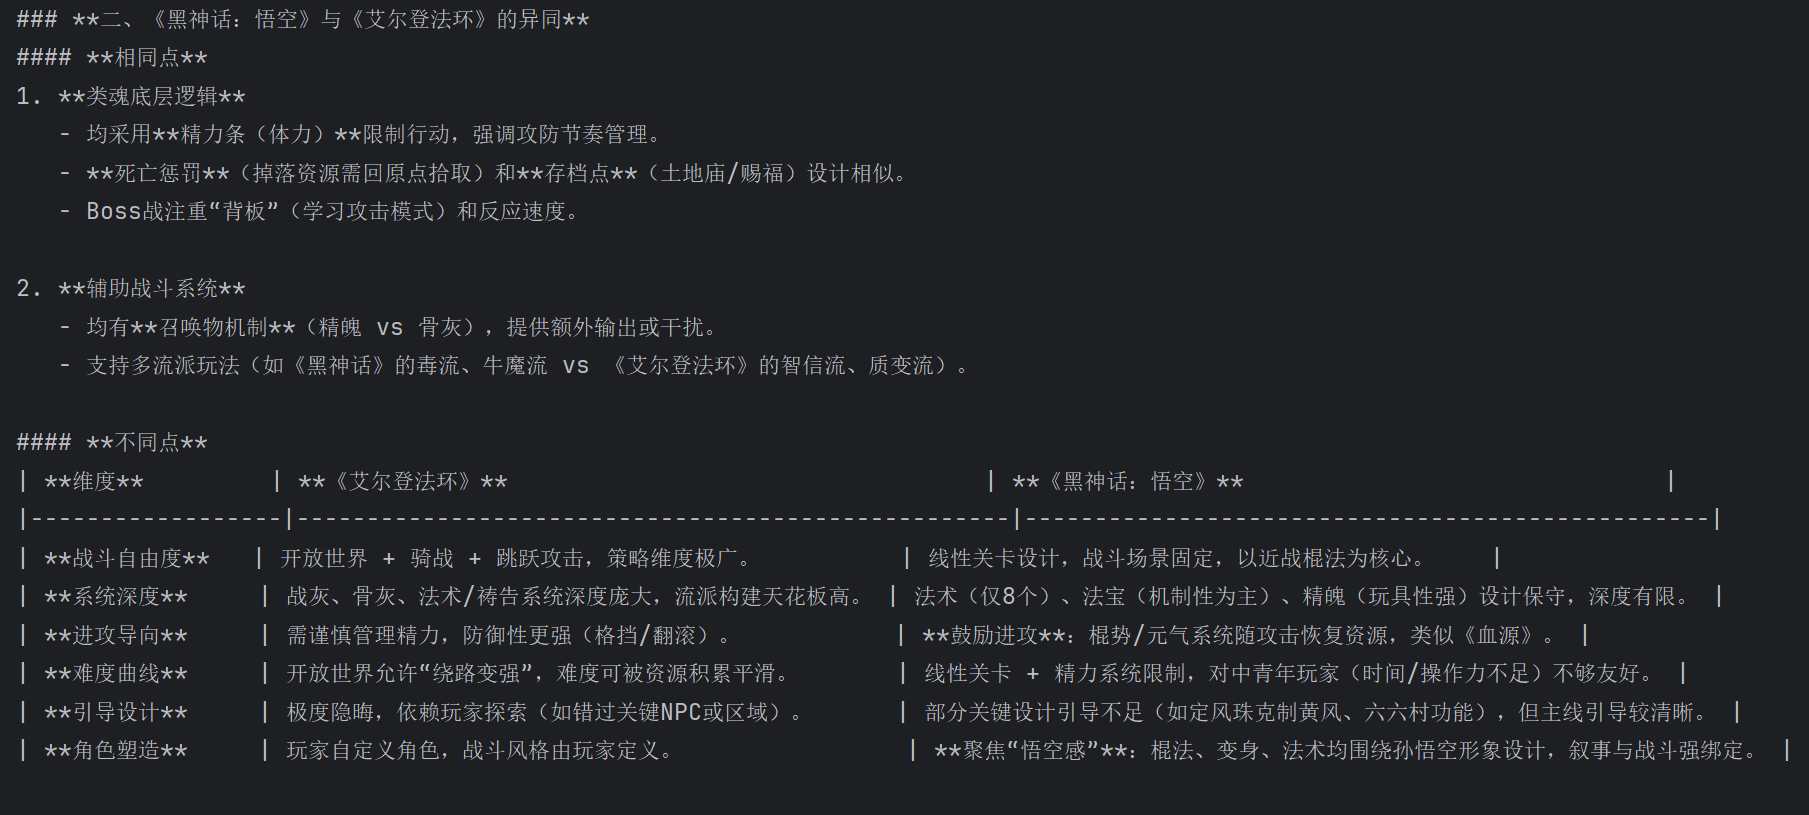 ### **二、《黑神话：悟空》与《艾尔登法环》的异同**
#### **相同点**
1. **类魂底层逻辑**
   - 均采用**精力条（体力）**限制行动，强调攻防节奏管理。
   - **死亡惩罚**（掉落资源需回原点拾取）和**存档点**（土地庙/赐福）设计相似。
   - Boss战注重“背板”（学习攻击模式）和反应速度。
2. **辅助战斗系统**
   - 均有**召唤物机制**（精魄 vs 骨灰），提供额外输出或干扰。
   - 支持多流派玩法（如《黑神话》的毒流、牛魔流 vs 《艾尔登法环》的智信流、质变流）。
#### **不同点**
| **维度** | **《艾尔登法环》** | **《黑神话：悟空》** |
|------------------|---------------------------------------------------|-------------------------------------------------|
| **战斗自由度** | 开放世界 + 骑战 + 跳跃攻击，策略维度极广。 | 线性关卡设计，战斗场景固定，以近战棍法为核心。 |
| **系统深度** | 战灰、骨灰、法术/祷告系统深度庞大，流派构建天花板高。 | 法术（仅8个）、法宝（机制性为主）、精魄（玩具性强）设计保守，深度有限。 |
| **进攻导向** | 需谨慎管理精力，防御性更强（格挡/翻滚）。 | **鼓励进攻**：棍势/元气系统随攻击恢复资源，类似《血源》。 |
| **难度曲线** | 开放世界允许“绕路变强”，难度可被资源积累平滑。 | 线性关卡 + 精力系统限制，对中青年玩家（时间/操作力不足）不够友好。 |
| **引导设计** | 极度隐晦，依赖玩家探索（如错过关键NPC或区域）。 | 部分关键设计引导不足（如定风珠克制黄风、六六村功能），但主线引导较清晰。 |
| **角色塑造** | 玩家自定义角色，战斗风格由玩家定义。 | **聚焦“悟空感”**：棍法、变身、法术均围绕孙悟空形象设计，叙事与战斗强绑定。 |